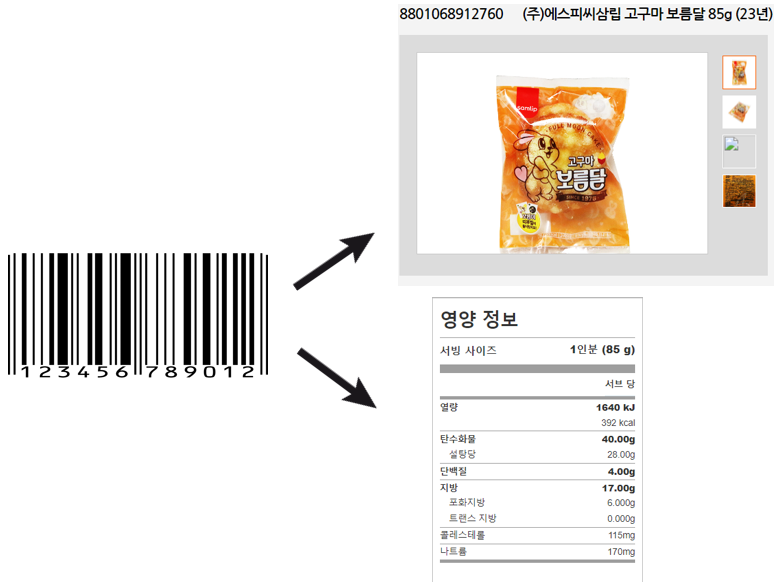 8801068912760 (주)에스피씨삼립 고구마 보름달 85g (23년)
samlip
FULL MOON CAKE
고구마
보름달
SINCE 1976
1 2 3 4 5 6 7 8 9 0 1 2
영양 정보
서빙 사이즈 1인분 (85 g)
서브 당
열량 1640 kJ
392 kcal
탄수화물 40.00g
설탕당 28.00g
단백질 4.00g
지방 17.00g
포화지방 6.000g
트랜스 지방 0.000g
콜레스테롤 115mg
나트륨 170mg